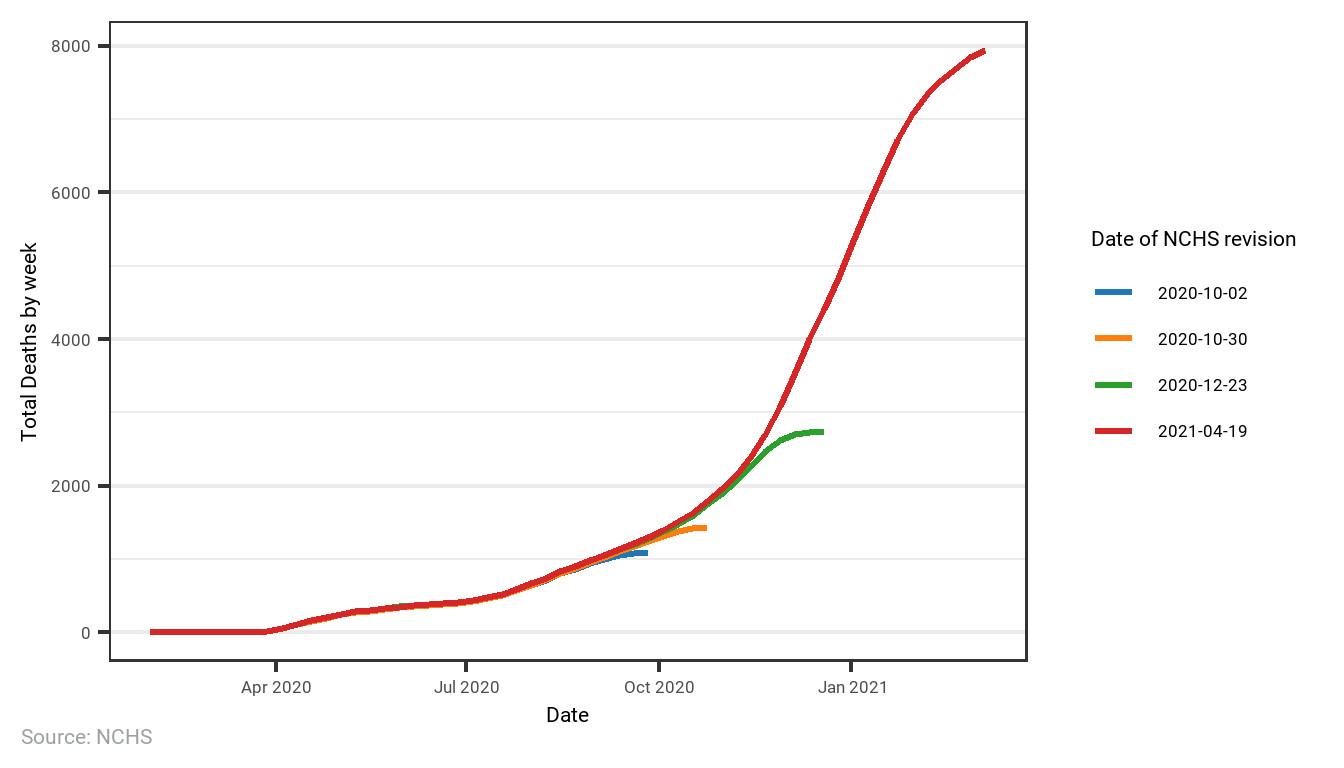 8000
6000
4000
2000
0
Total Deaths by week
Apr 2020
Jul 2020
Oct 2020
Jan 2021
Date
Date of NCHS revision
2020-10-02
2020-10-30
2020-12-23
2021-04-19
Source: NCHS